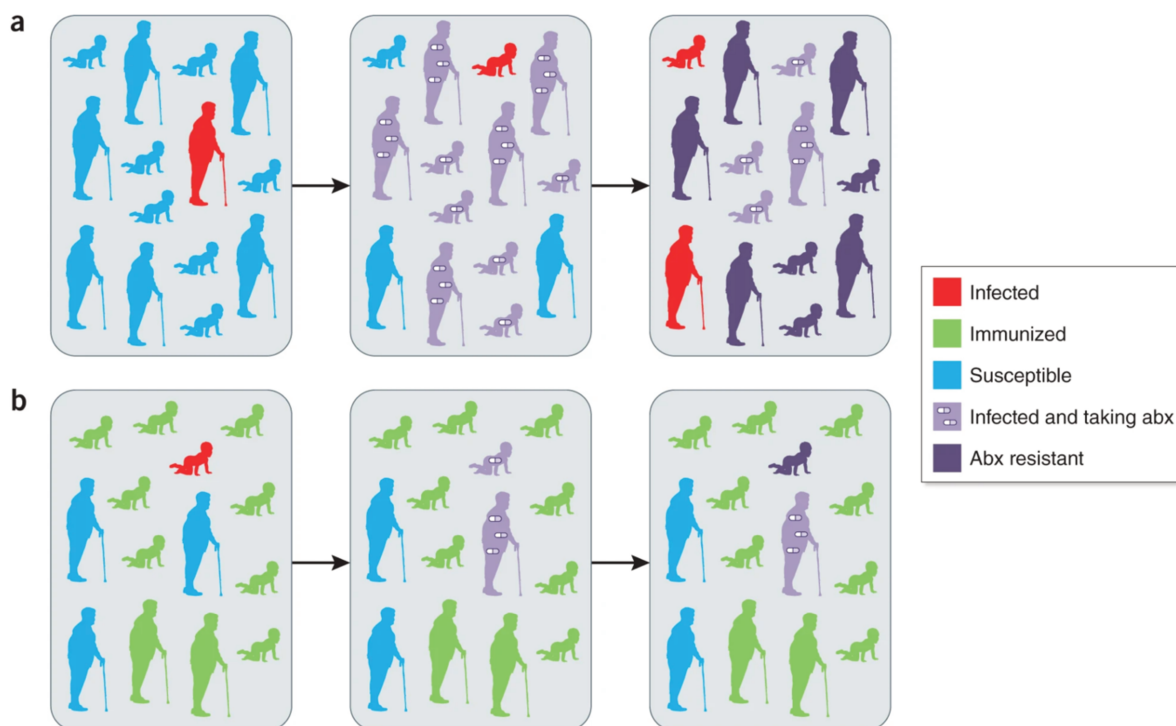 a
b
Infected
Immunized
Susceptible
Infected and taking abx
Abx resistant